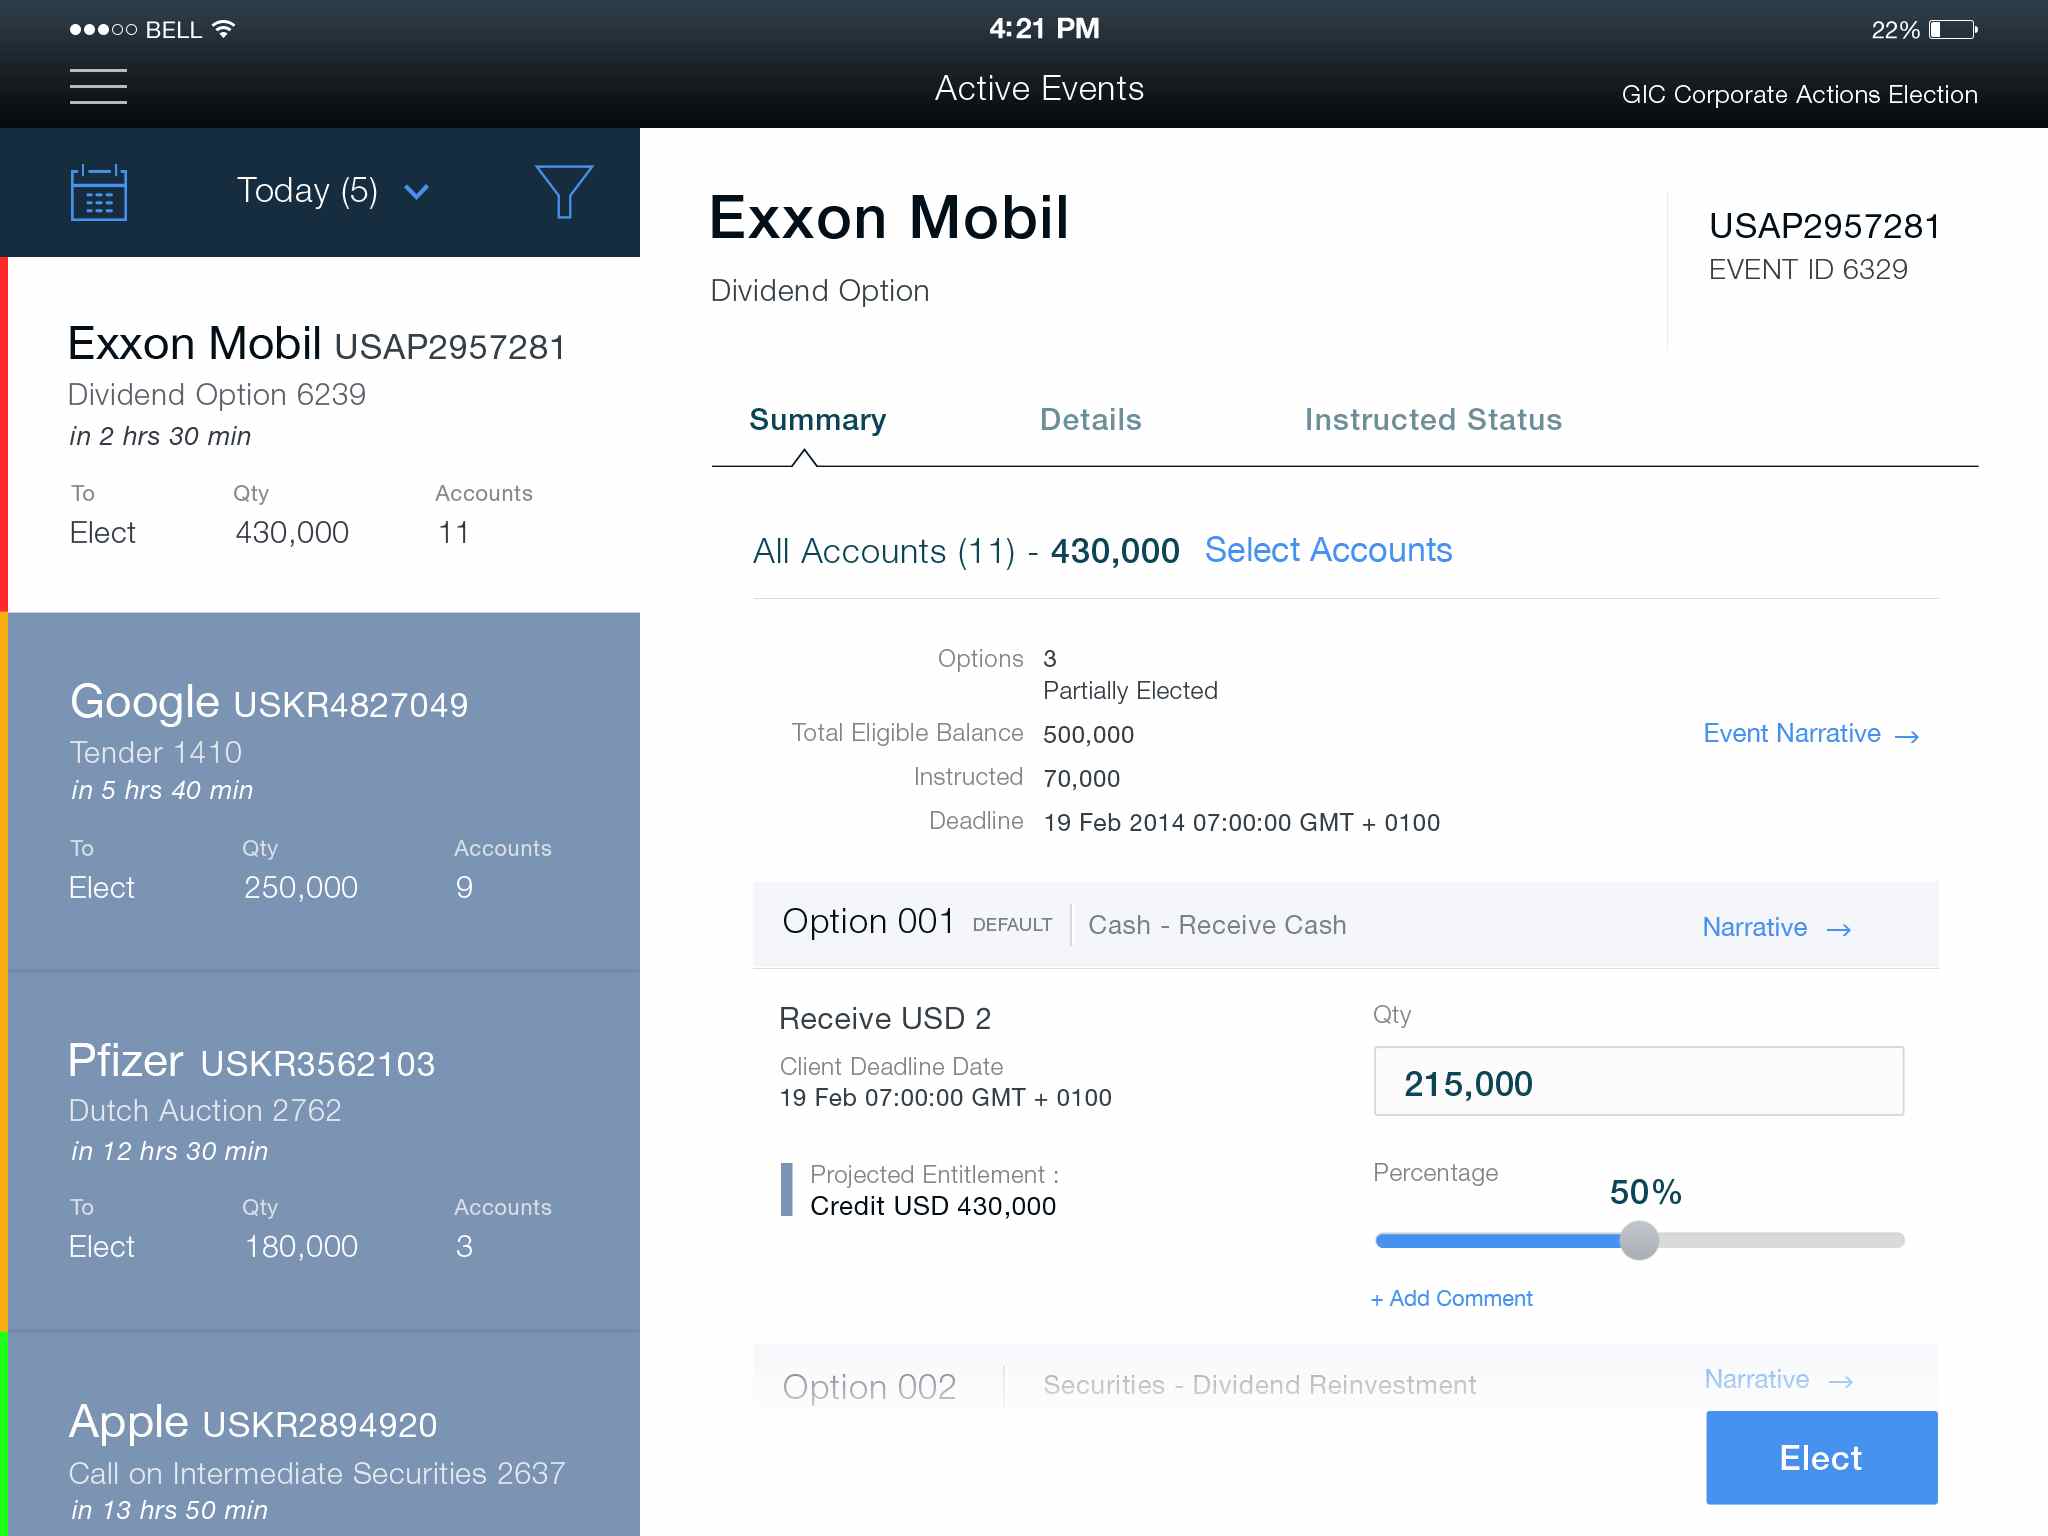 BELL 4:21 PM 22%
Active Events
GIC Corporate Actions Election
Today (5)
Exxon Mobil USAP2957281
Dividend Option 6239
in 2 hrs 30 min
To Qty Accounts
Elect 430,000 11
Google USKR4827049
Tender 1410
in 5 hrs 40 min
To Qty Accounts
Elect 250,000 9
Pfizer USKR3562103
Dutch Auction 2762
in 12 hrs 30 min
To Qty Accounts
Elect 180,000 3
Apple USKR2894920
Call on Intermediate Securities 2637
in 13 hrs 50 min
Exxon Mobil
Dividend Option
USAP2957281
EVENT ID 6329
Summary Details Instructed Status
All Accounts (11) - 430,000 Select Accounts
Options 3
Partially Elected
Total Eligible Balance 500,000
Instructed 70,000
Deadline 19 Feb 2014 07:00:00 GMT + 0100
Event Narrative →
Option 001 DEFAULT Cash - Receive Cash Narrative →
Receive USD 2
Client Deadline Date
19 Feb 07:00:00 GMT + 0100
Projected Entitlement :
Credit USD 430,000
Qty
215,000
Percentage
50%
+ Add Comment
Option 002 Securities - Dividend Reinvestment Narrative →
Elect